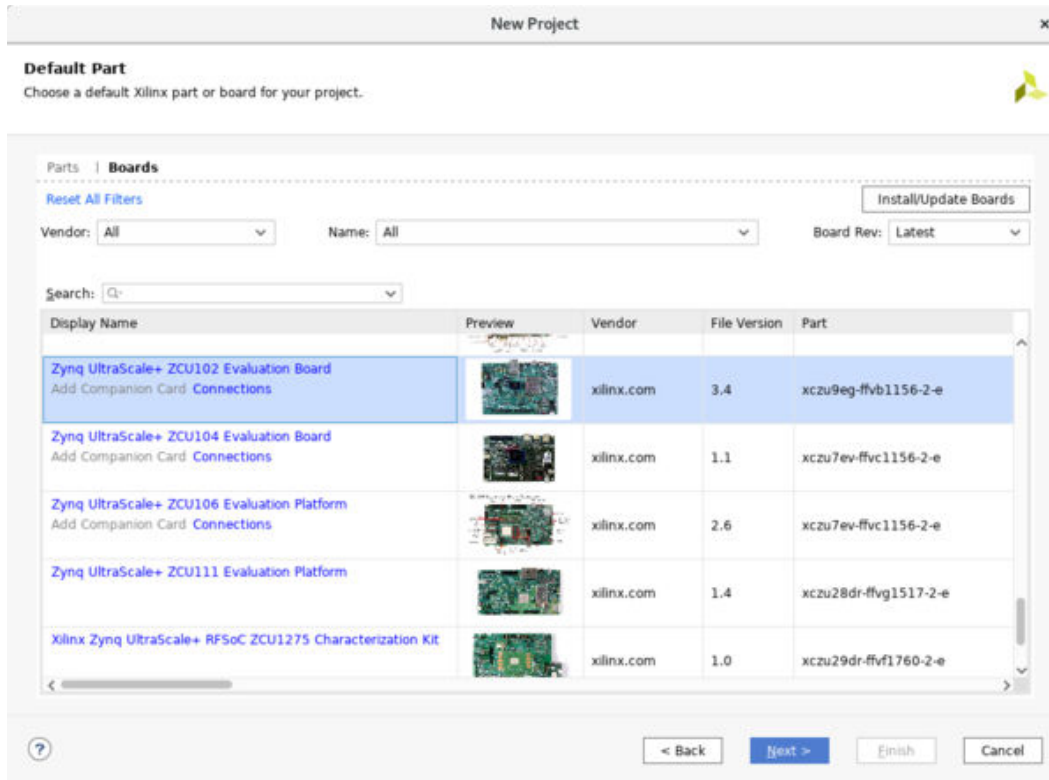 New Project
Default Part
Choose a default Xilinx part or board for your project.
Parts | Boards
Reset All Filters
Install/Update Boards
Vendor: All
Name: All
Board Rev: Latest
Search:
Display Name Preview Vendor File Version Part
Zynq UltraScale+ ZCU102 Evaluation Board
Add Companion Card Connections
xilinx.com 3.4 xczu9eg-ffvb1156-2-e
Zynq UltraScale+ ZCU104 Evaluation Board
Add Companion Card Connections
xilinx.com 1.1 xczu7ev-ffvc1156-2-e
Zynq UltraScale+ ZCU106 Evaluation Platform
Add Companion Card Connections
xilinx.com 2.6 xczu7ev-ffvc1156-2-e
Zynq UltraScale+ ZCU111 Evaluation Platform
xilinx.com 1.4 xczu28dr-ffvg1517-2-e
Xilinx Zynq UltraScale+ RFSoC ZCU1275 Characterization Kit
xilinx.com 1.0 xczu29dr-ffvf1760-2-e
?
< Back Next > Finish Cancel